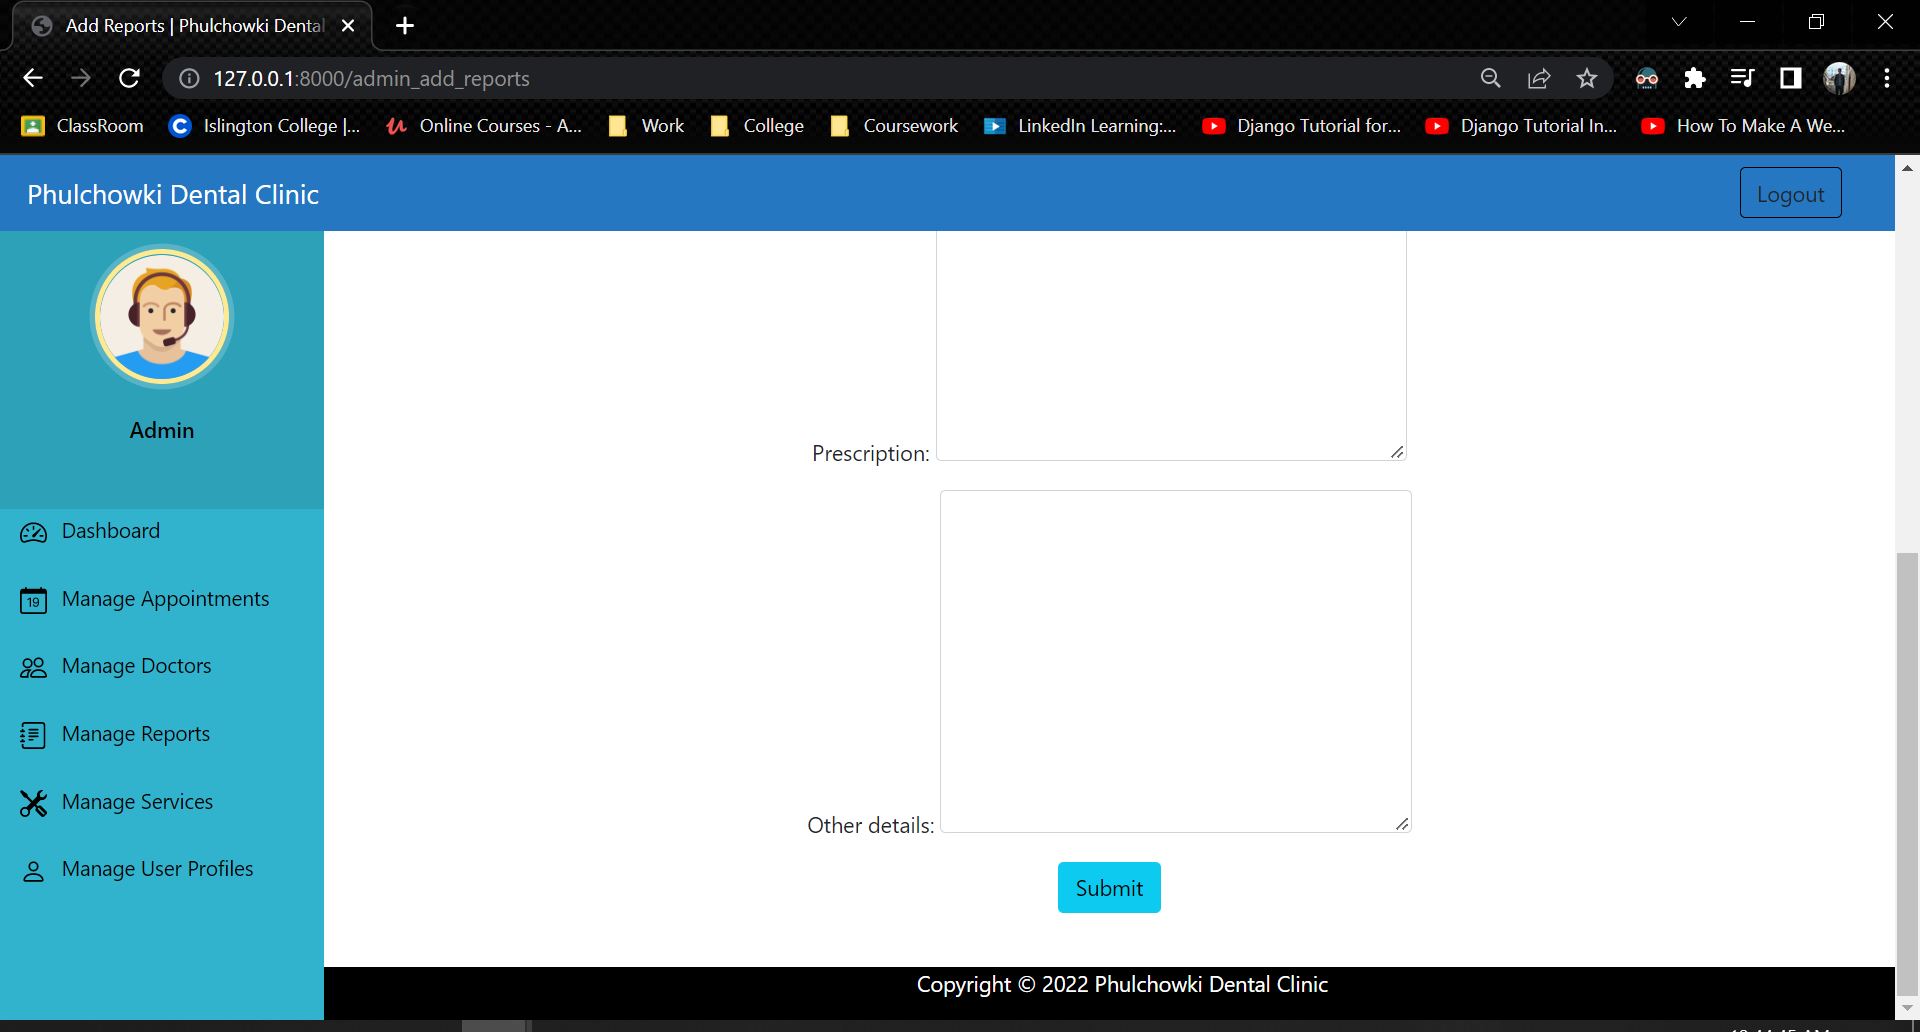 Add Reports | Phulchowki Dental
127.0.0.1:8000/admin_add_reports
ClassRoom Islington College |... Online Courses - A... Work College Coursework LinkedIn Learning:... Django Tutorial for... Django Tutorial In... How To Make A We...
Phulchowki Dental Clinic Logout
Admin
Dashboard
19 Manage Appointments
Manage Doctors
Manage Reports
Manage Services
Manage User Profiles
Prescription:
Other details:
Submit
Copyright © 2022 Phulchowki Dental Clinic